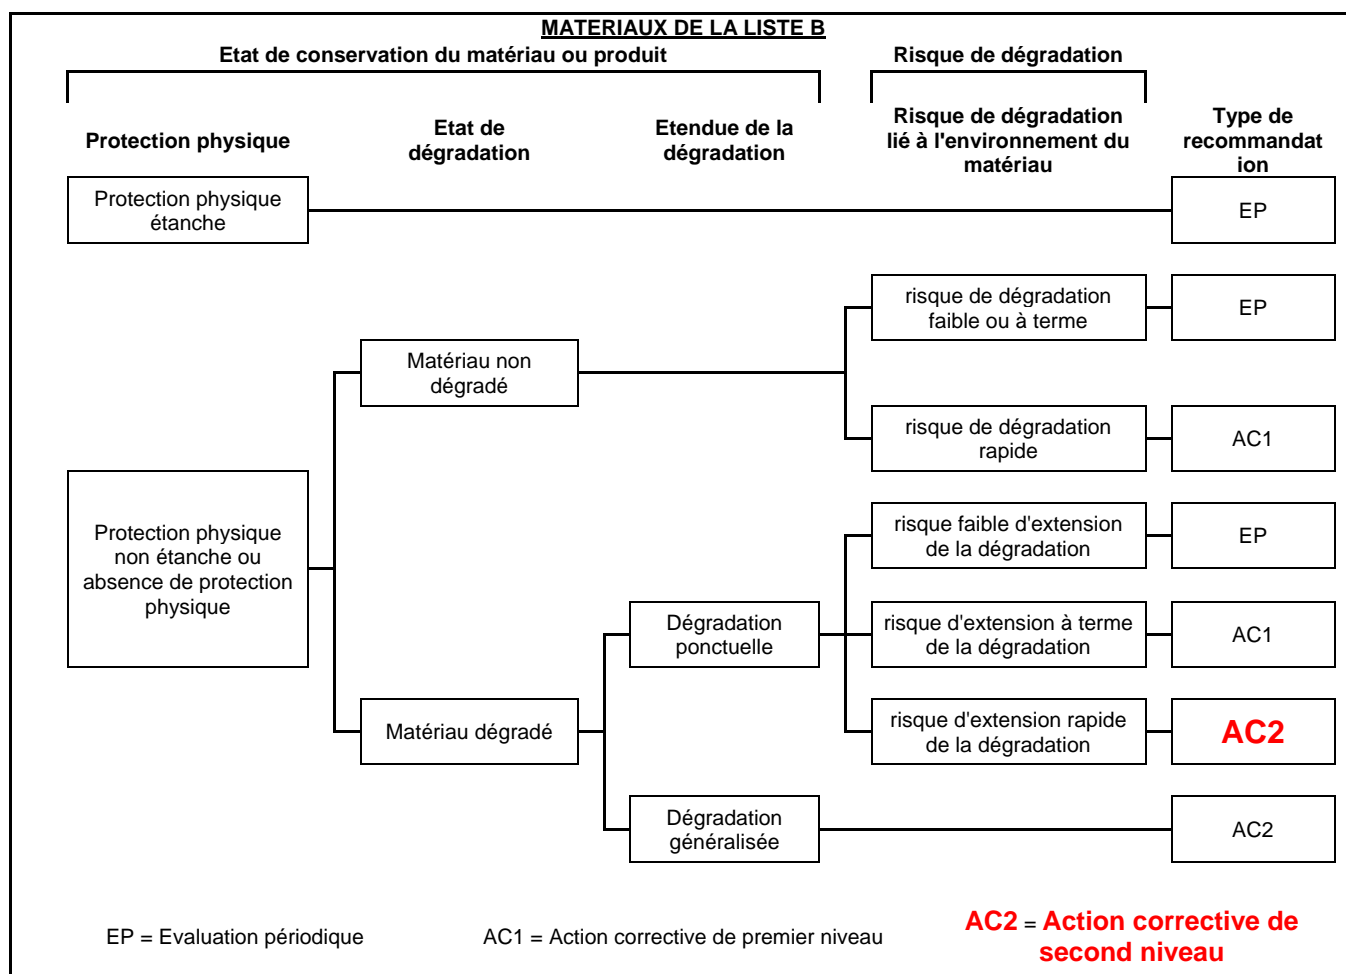 MATERIAUX DE LA LISTE B
Etat de conservation du matériau ou produit
Risque de dégradation
Protection physique
Etat de
dégradation
Etendue de la
dégradation
Risque de dégradation
lié à l'environnement du
matériau
Type de
recommandat
ion
Protection physique
étanche
EP
risque de dégradation
faible ou à terme
EP
Matériau non
dégradé
risque de dégradation
rapide
AC1
Protection physique
non étanche ou
absence de protection
physique
risque faible d'extension
de la dégradation
EP
Dégradation
ponctuelle
risque d'extension à terme
de la dégradation
AC1
Matériau dégradé
risque d'extension rapide
de la dégradation
AC2
Dégradation
généralisée
AC2
EP = Evaluation périodique
AC1 = Action corrective de premier niveau
AC2 = Action corrective de
second niveau